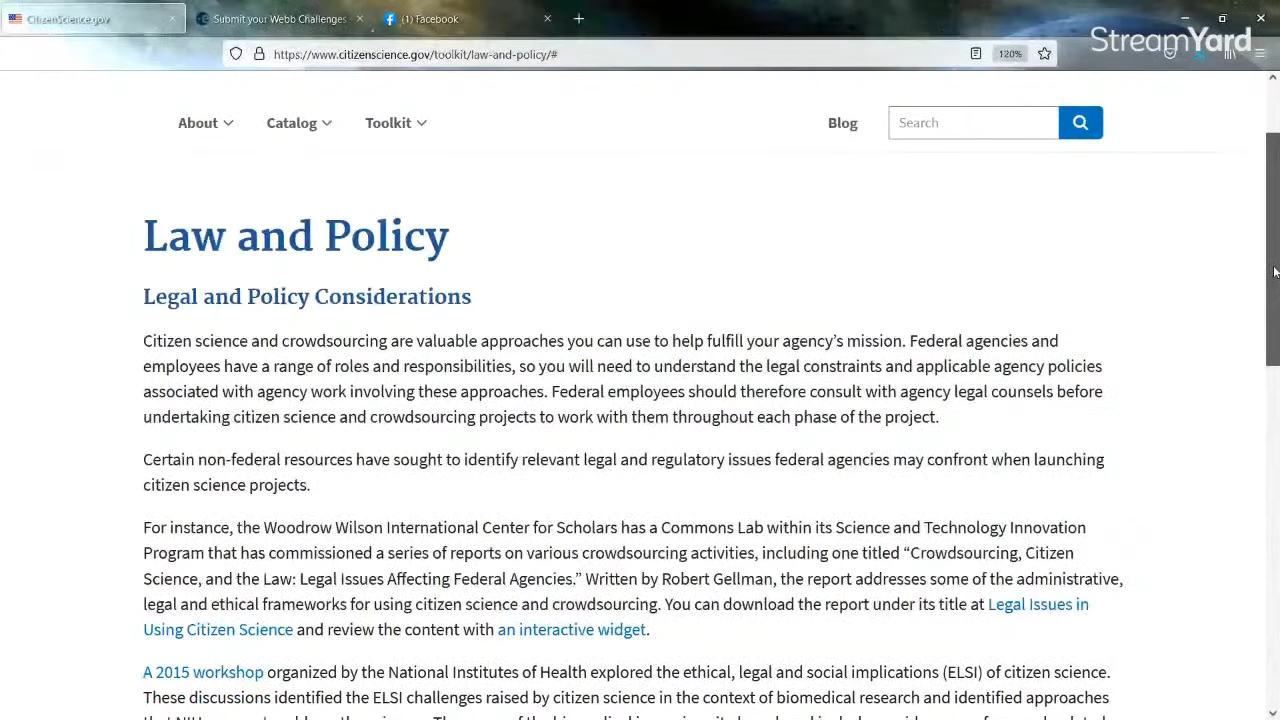 CitizenScience.gov
Submit your Webb Challenges
(1) Facebook
StreamYard
https://www.citizenscience.gov/toolkit/law-and-policy/#
120%
About
Catalog
Toolkit
Blog
Search
Law and Policy
Legal and Policy Considerations
Citizen science and crowdsourcing are valuable approaches you can use to help fulfill your agency’s mission. Federal agencies and
employees have a range of roles and responsibilities, so you will need to understand the legal constraints and applicable agency policies
associated with agency work involving these approaches. Federal employees should therefore consult with agency legal counsels before
undertaking citizen science and crowdsourcing projects to work with them throughout each phase of the project.
Certain non-federal resources have sought to identify relevant legal and regulatory issues federal agencies may confront when launching
citizen science projects.
For instance, the Woodrow Wilson International Center for Scholars has a Commons Lab within its Science and Technology Innovation
Program that has commissioned a series of reports on various crowdsourcing activities, including one titled “Crowdsourcing, Citizen
Science, and the Law: Legal Issues Affecting Federal Agencies.” Written by Robert Gellman, the report addresses some of the administrative,
legal and ethical frameworks for using citizen science and crowdsourcing. You can download the report under its title at Legal Issues in
Using Citizen Science and review the content with an interactive widget.
A 2015 workshop organized by the National Institutes of Health explored the ethical, legal and social implications (ELSI) of citizen science.
These discussions identified the ELSI challenges raised by citizen science in the context of biomedical research and identified approaches